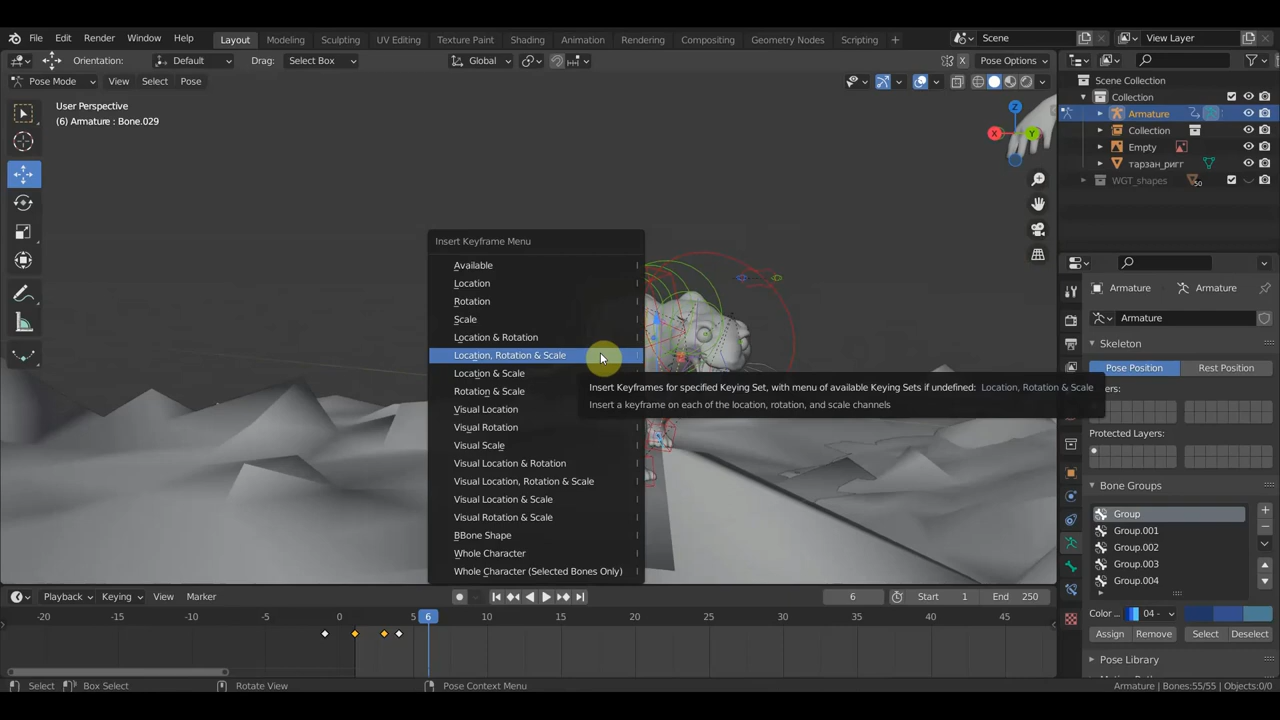 File Edit Render Window Help Layout Modeling Sculpting UV Editing Texture Paint Shading Animation Rendering Compositing Geometry Nodes Scripting + Scene View Layer
Orientation: Default Drag: Select Box Global X Pose Options
Pose Mode View Select Pose
User Perspective
(6) Armature : Bone.029
Z
X
Y
Scene Collection
Collection
Armature
Collection
Empty
тарзан_ригг
WGT_shapes 50
Insert Keyframe Menu
Available I
Location I
Rotation I
Scale I
Location & Rotation I
Location, Rotation & Scale I
Location & Scale I
Rotation & Scale I
Visual Location I
Visual Rotation I
Visual Scale I
Visual Location & Rotation I
Visual Location, Rotation & Scale I
Visual Location & Scale I
Visual Rotation & Scale I
BBone Shape I
Whole Character I
Whole Character (Selected Bones Only) I
Insert Keyframes for specified Keying Set, with menu of available Keying Sets if undefined: Location, Rotation & Scale
Insert a keyframe on each of the location, rotation, and scale channels
Armature Armature
Armature
Skeleton
Pose Position Rest Position
Protected Layers:
Bone Groups
Group
Group.001
Group.002
Group.003
Group.004
Color 04 -
Assign Remove Select Deselect
Pose Library
Playback Keying View Marker 6 Start 1 End 250
-20 -15 -10 -5 0 5 6 10 15 20 25 30 35 40 45
Select Box Select Rotate View Pose Context Menu Armature | Bones:55/55 | Objects:0/0